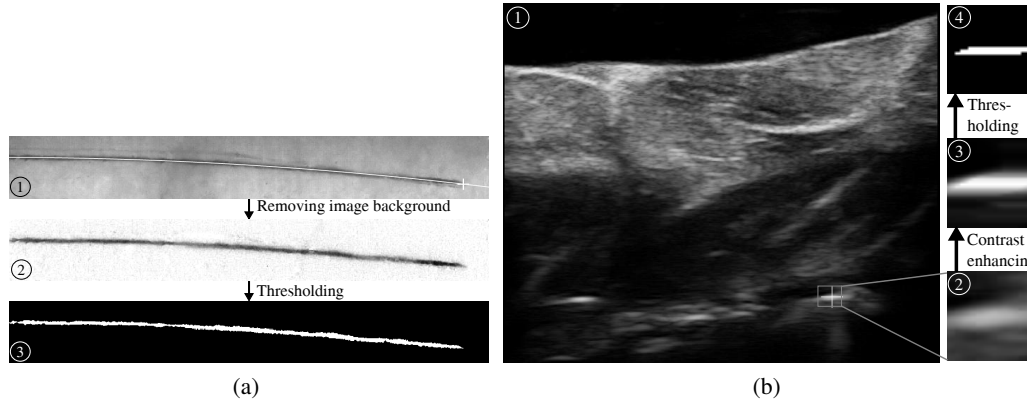 ①
Removing image background
②
Thresholding
③
(a)
①
④
Thres-
holding
③
Contrast
enhancin
②
(b)